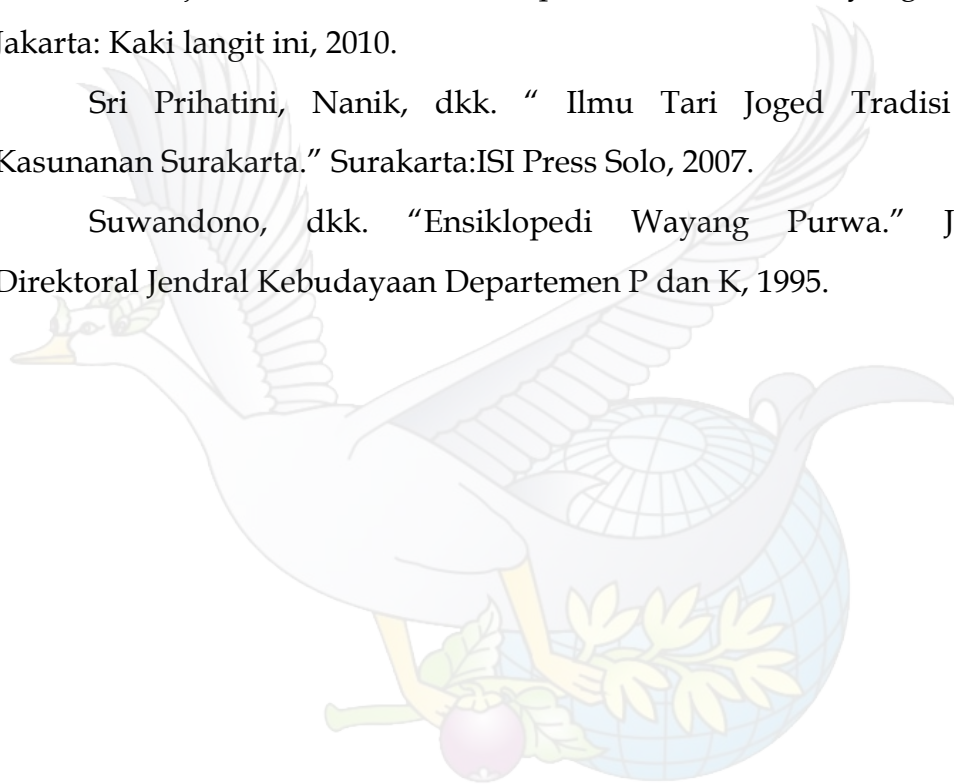 Jakarta: Kaki langit ini, 2010.
Sri Prihatini, Nanik, dkk. “ Ilmu Tari Joged Tradisi
Kasunanan Surakarta.” Surakarta:ISI Press Solo, 2007.
Suwandono, dkk. “Ensiklopedi Wayang Purwa.” J
Direktoral Jendral Kebudayaan Departemen P dan K, 1995.